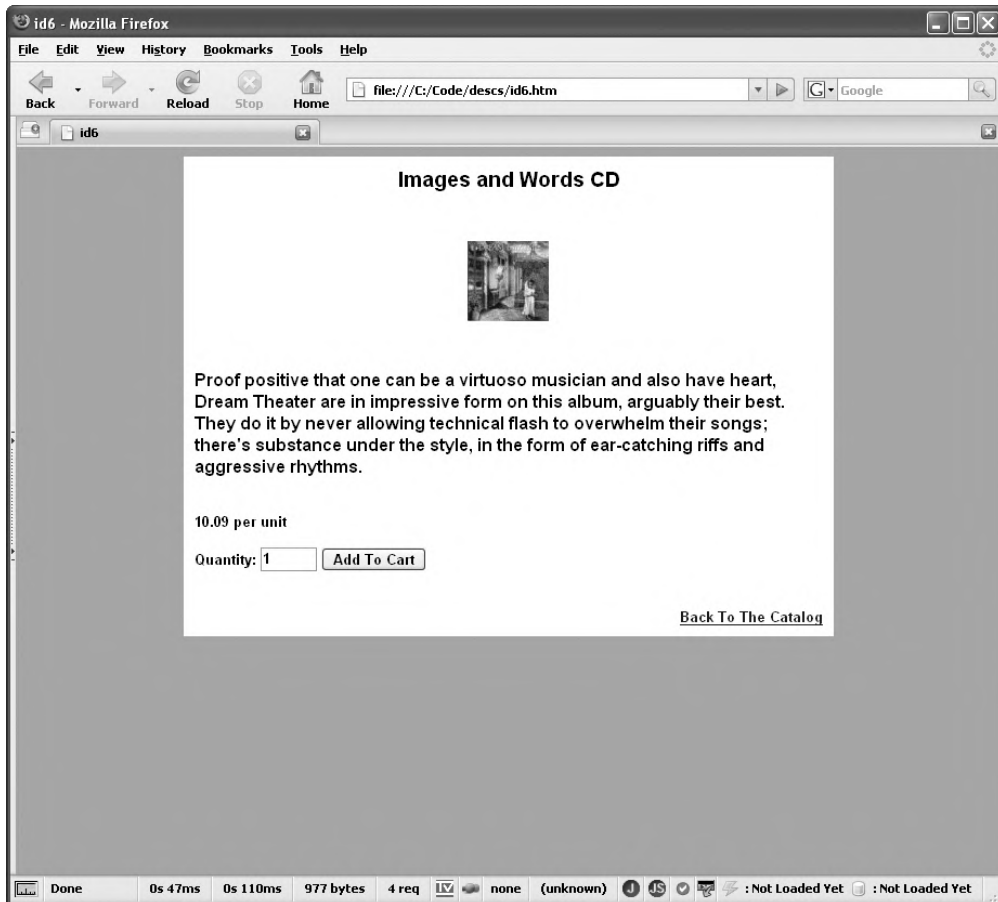 id6 - Mozilla Firefox
File Edit View History Bookmarks Tools Help
Back Forward Reload Stop Home file:///C:/Code/descs/id6.htm G Google
id6
Images and Words CD
Proof positive that one can be a virtuoso musician and also have heart,
Dream Theater are in impressive form on this album, arguably their best.
They do it by never allowing technical flash to overwhelm their songs;
there's substance under the style, in the form of ear-catching riffs and
aggressive rhythms.
10.09 per unit
Quantity: 1 Add To Cart
Back To The Catalog
Done 0s 47ms 0s 110ms 977 bytes 4 req none (unknown) J JS : Not Loaded Yet : Not Loaded Yet